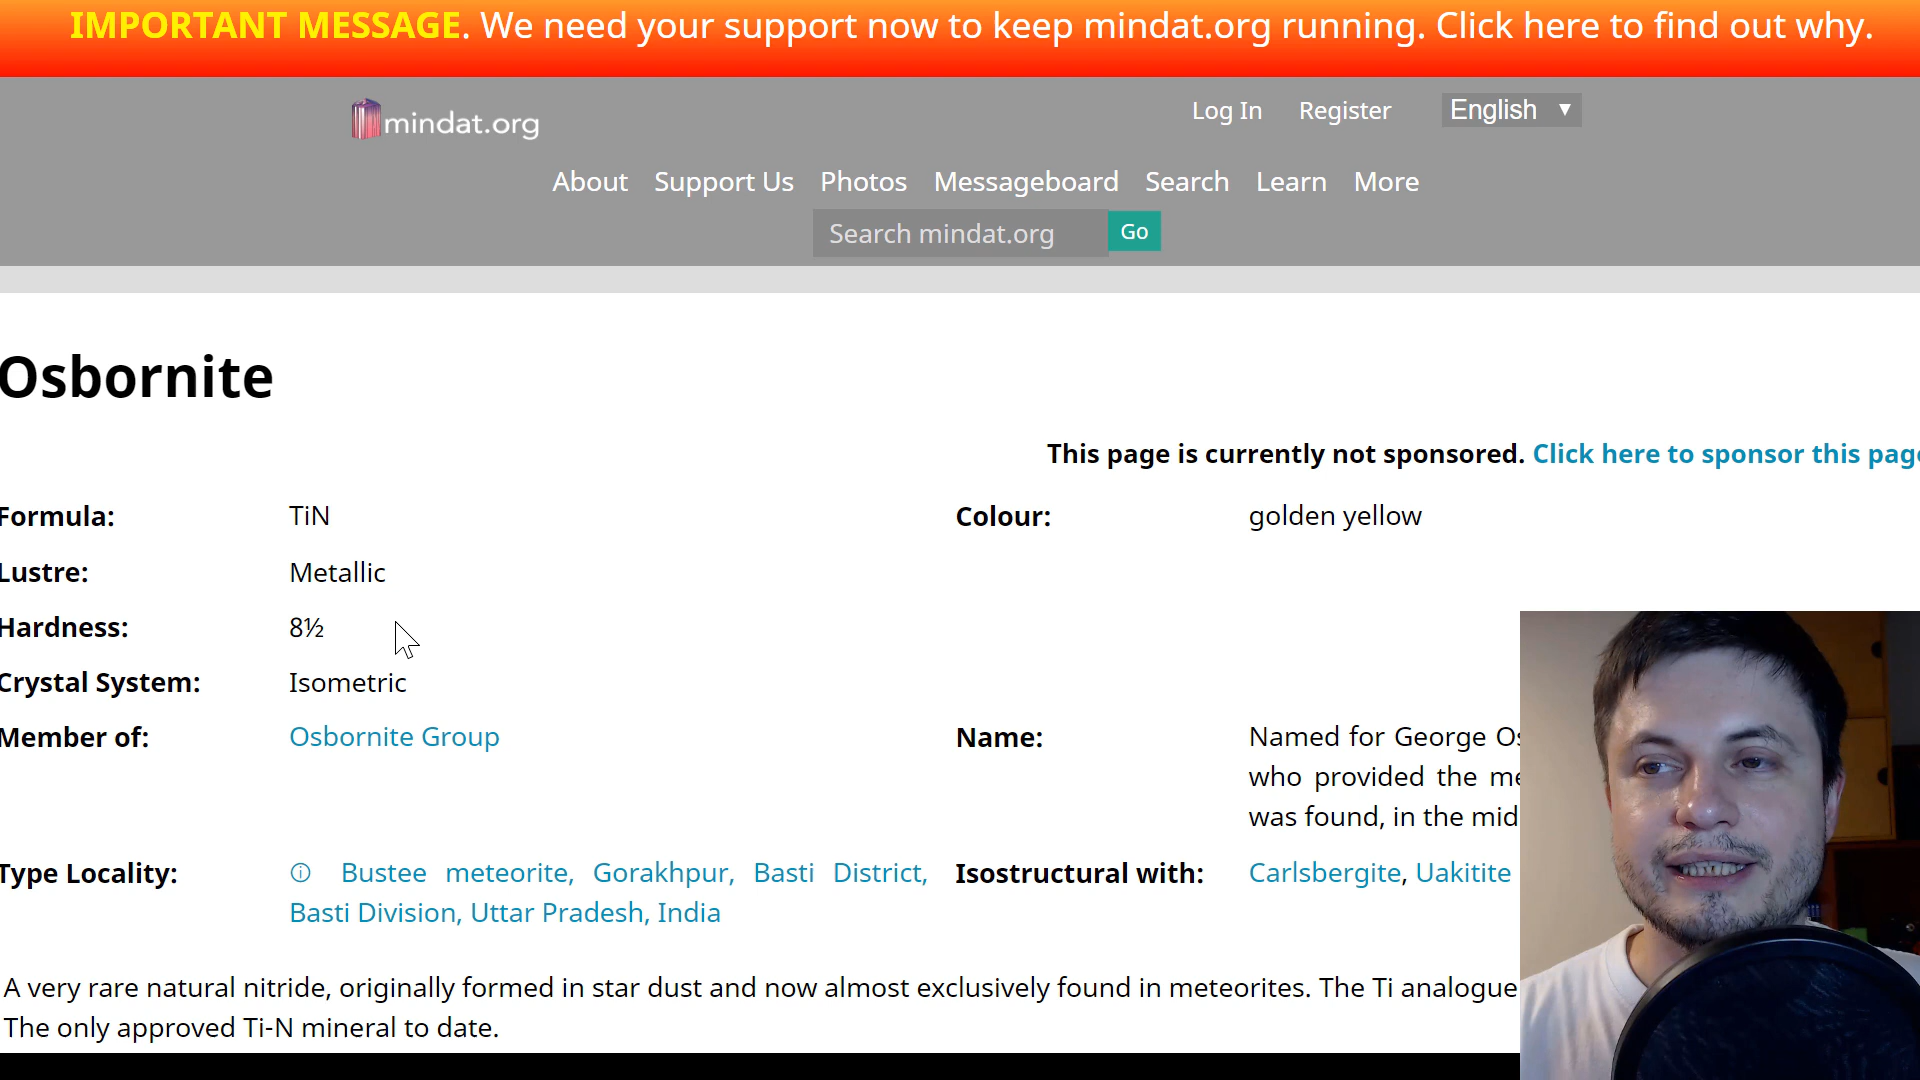 IMPORTANT MESSAGE. We need your support now to keep mindat.org running. Click here to find out why.
mindat.org
Log In Register English ▼
About Support Us Photos Messageboard Search Learn More
Search mindat.org Go
Osbornite
This page is currently not sponsored. Click here to sponsor this page
Formula: TiN Colour: golden yellow
Lustre: Metallic
Hardness: 8½
Crystal System: Isometric
Member of: Osbornite Group Name: Named for George
who provided the
was found, in the
Type Locality: Bustee meteorite, Gorakhpur, Basti District, Isostructural with: Carlsbergite, Uakitite
Basti Division, Uttar Pradesh, India
A very rare natural nitride, originally formed in star dust and now almost exclusively found in meteorites. The Ti analogue
The only approved Ti-N mineral to date.